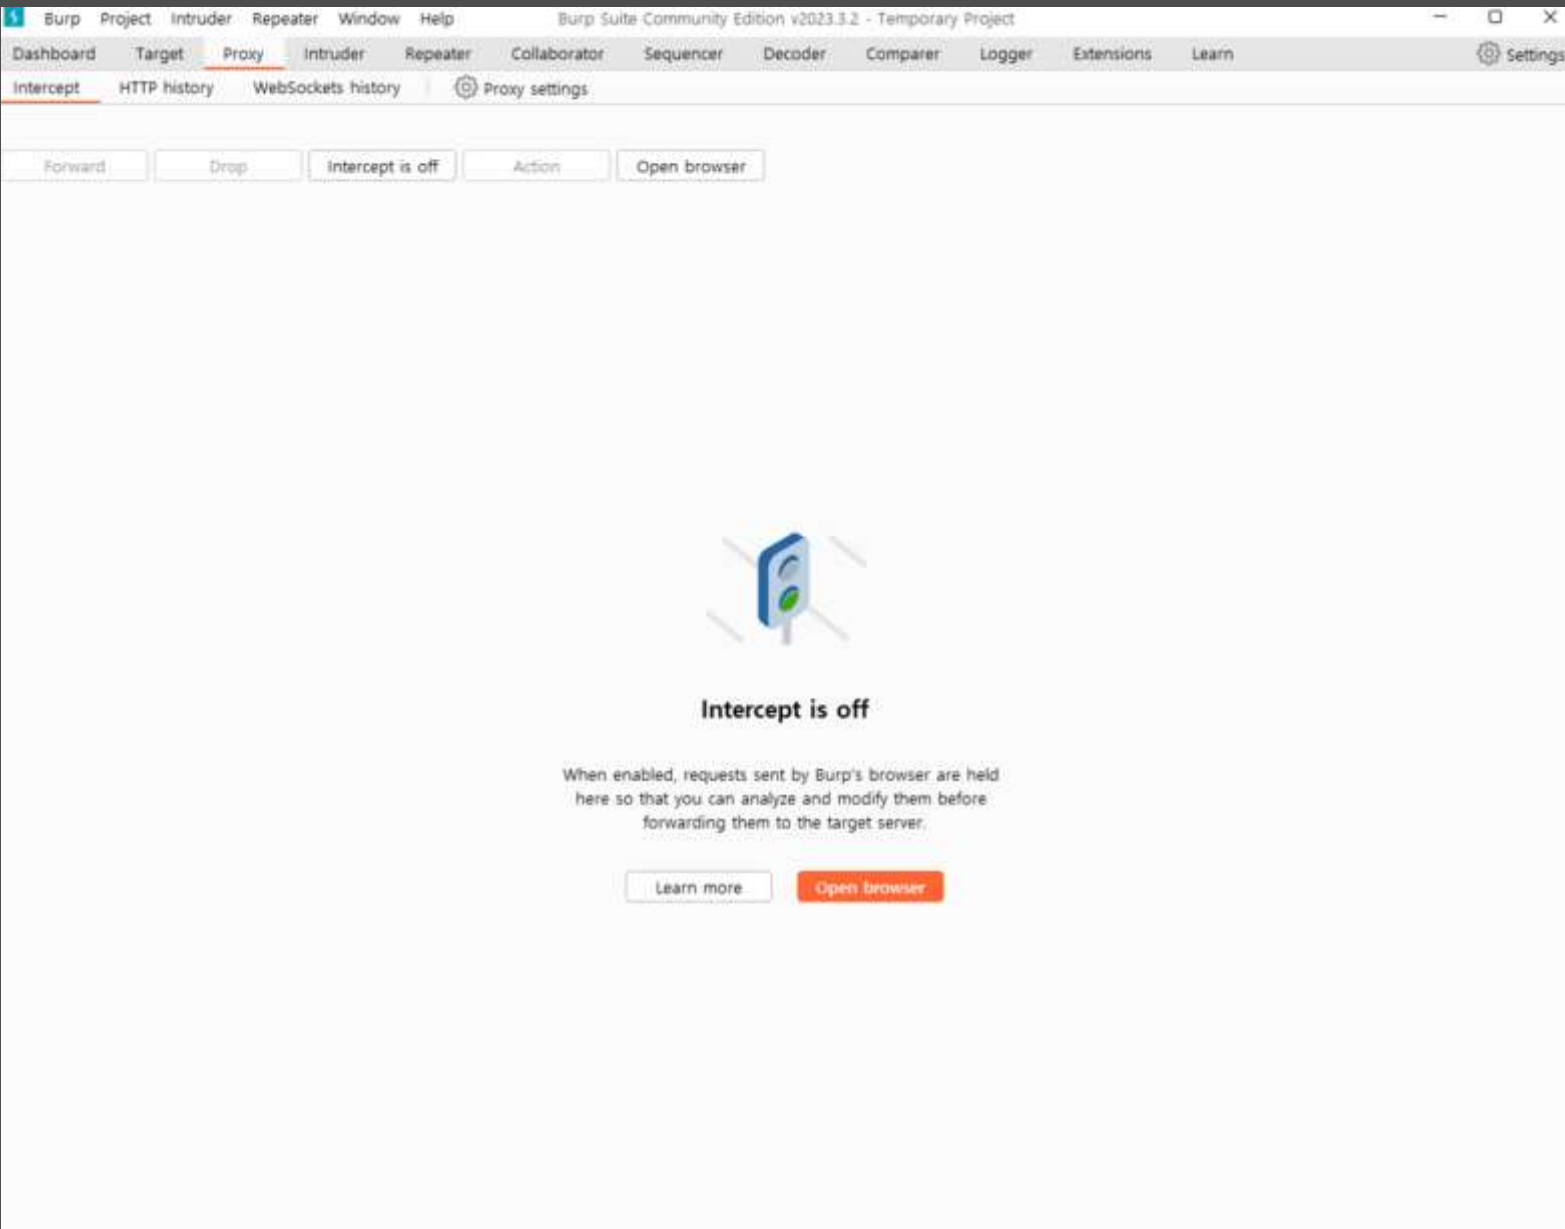 Burp Project Intruder Repeater Window Help Burp Suite Community Edition v2023.3.2 - Temporary Project
Dashboard Target Proxy Intruder Repeater Collaborator Sequencer Decoder Comparer Logger Extensions Learn Settings
Intercept HTTP history WebSockets history Proxy settings
Forward Drop Intercept is off Action Open browser
Intercept is off
When enabled, requests sent by Burp's browser are held
here so that you can analyze and modify them before
forwarding them to the target server.
Learn more Open browser